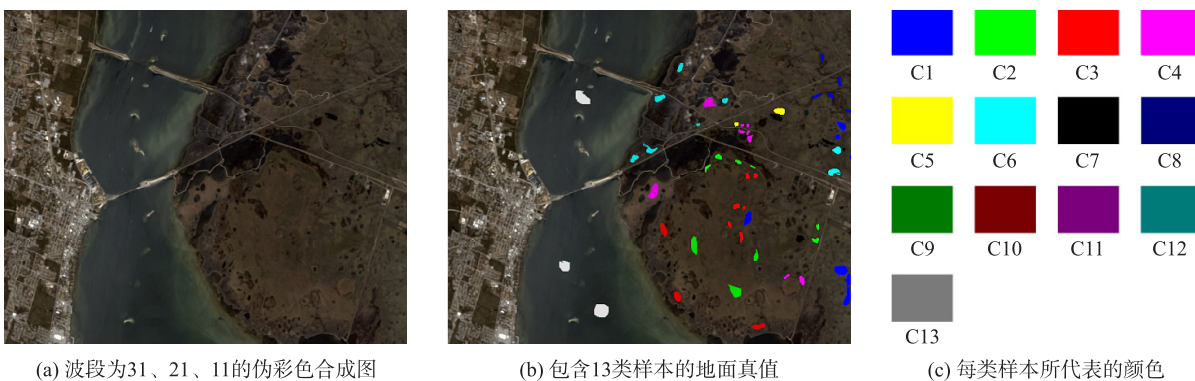 C1 C2 C3 C4
C5 C6 C7 C8
C9 C10 C11 C12
C13
(a) 波段为31、21、11的伪彩色合成图 (b) 包含13类样本的地面真值 (c) 每类样本所代表的颜色